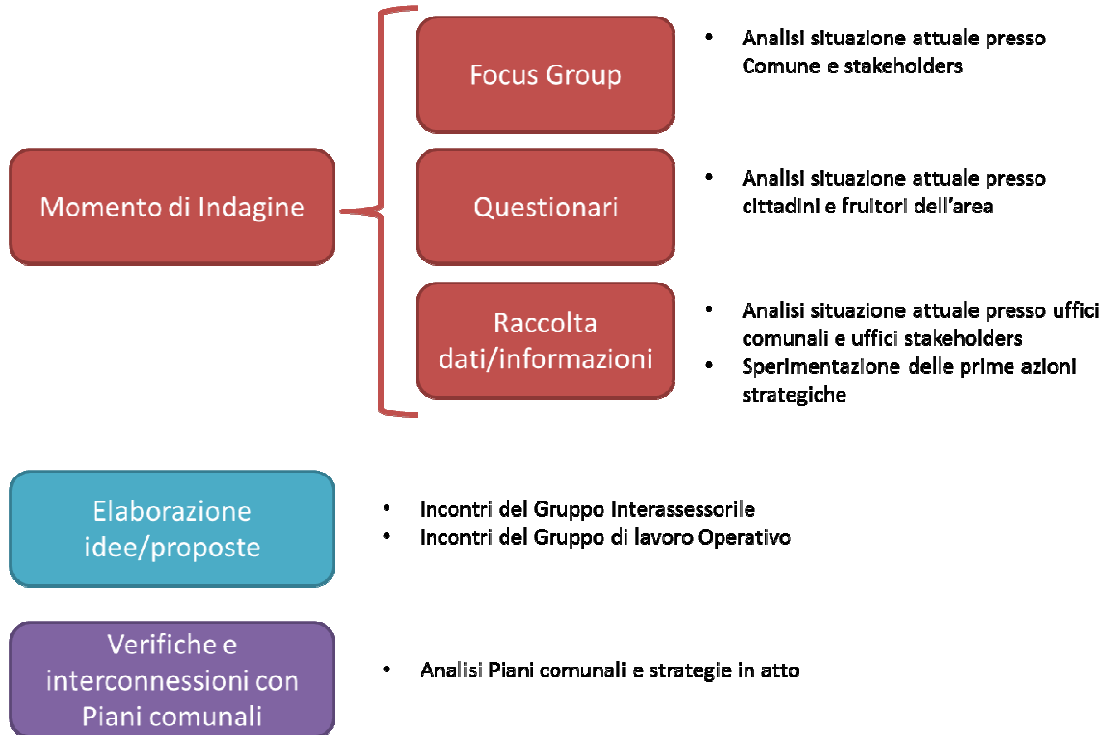 Momento di Indagine
Focus Group
• Analisi situazione attuale presso
Comune e stakeholders
Questionari
• Analisi situazione attuale presso
cittadini e fruitori dell'area
Raccolta
dati/informazioni
• Analisi situazione attuale presso uffici
comunali e uffici stakeholders
• Sperimentazione delle prime azioni
strategiche
Elaborazione
idee/proposte
• Incontri del Gruppo Interassessorile
• Incontri del Gruppo di lavoro Operativo
Verifiche e
interconnessioni con
Piani comunali
• Analisi Piani comunali e strategie in atto